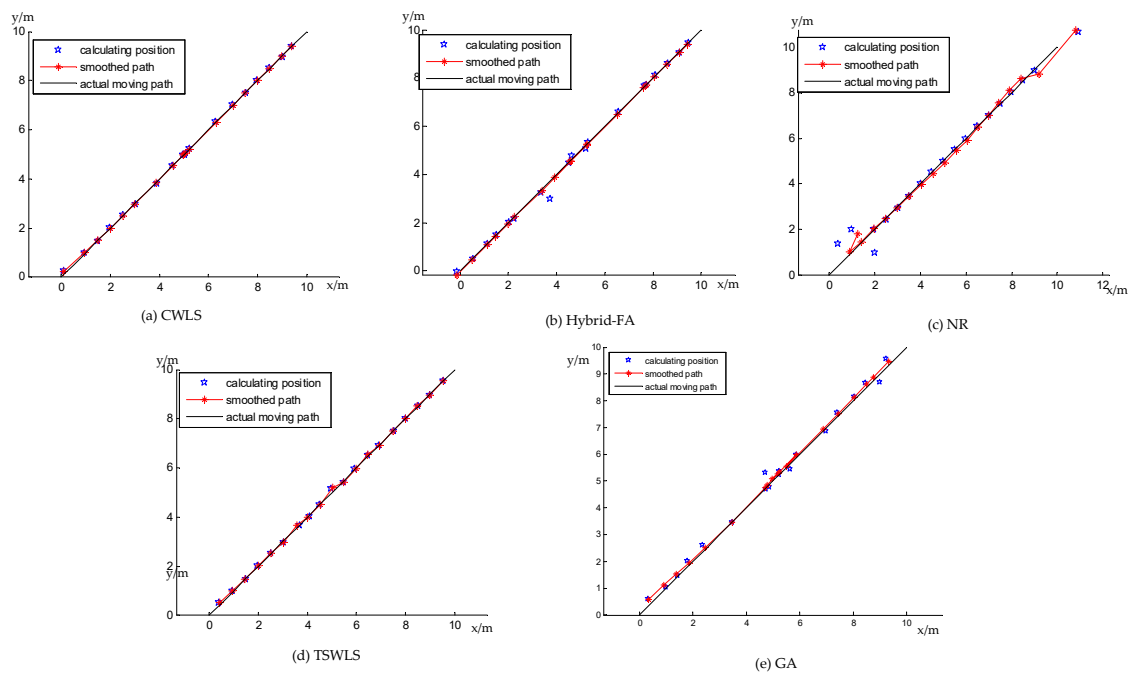 y/m
calculating position
smoothed path
actual moving path
10
8
6
4
2
0
0 2 4 6 8 10
x/m
(a) CWLS
y/m
calculating position
smoothed path
actual moving path
10
8
6
4
2
0
0 2 4 6 8 10
x/m
(b) Hybrid-FA
y/m
calculating position
smoothed path
actual moving path
10
8
6
4
2
0
0 2 4 6 8 10 12
x/m
(c) NR
y/m
calculating position
smoothed path
actual moving path
10
8
6
4
2
y/m
0
0 2 4 6 8 10
x/m
(d) TSWLS
y/m
calculating position
smoothed path
actual moving path
10
9
8
7
6
5
4
3
2
1
0
0 2 4 6 8 10
x/m
(e) GA